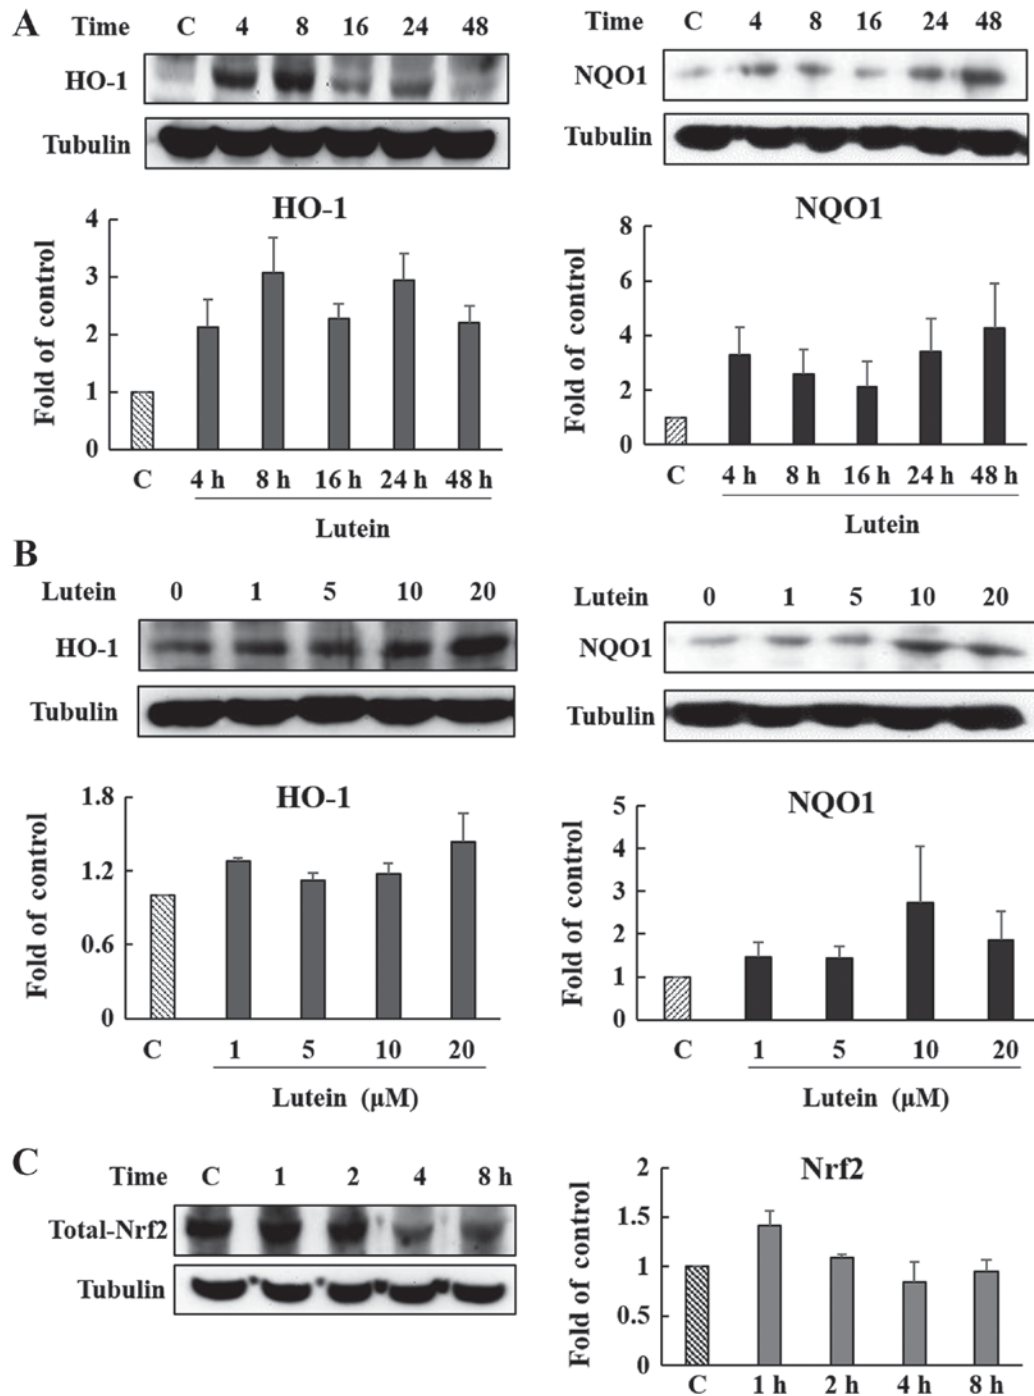 A
Time C 4 8 16 24 48
HO-1
Tubulin
HO-1
Fold of control
4
3
2
1
0
C 4 h 8 h 16 h 24 h 48 h
Lutein
Time C 4 8 16 24 48
NQO1
Tubulin
NQO1
Fold of control
8
6
4
2
0
C 4 h 8 h 16 h 24 h 48 h
Lutein
B
Lutein 0 1 5 10 20
HO-1
Tubulin
HO-1
Fold of control
1.8
1.2
0.6
0
C 1 5 10 20
Lutein (μM)
Lutein 0 1 5 10 20
NQO1
Tubulin
NQO1
Fold of control
5
4
3
2
1
0
C 1 5 10 20
Lutein (μM)
C
Time C 1 2 4 8 h
Total-Nrf2
Tubulin
Nrf2
Fold of control
2
1.5
1
0.5
0
C 1 h 2 h 4 h 8 h